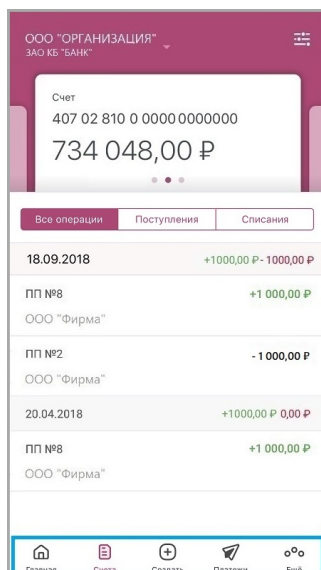 ООО "ОРГАНИЗАЦИЯ"
ЗАО КБ "БАНК"
Счет
407 02 810 0 0000 0000000
734 048,00 ₽
Все операции Поступления Списания
18.09.2018 +1000,00 ₽- 1000,00 ₽
ПП №8 +1 000,00 ₽
ООО "Фирма"
ПП №2 - 1 000,00 ₽
ООО "Фирма"
20.04.2018 +1000,00 ₽ 0,00 ₽
ПП №8 +1 000,00 ₽
ООО "Фирма"
Главная Счета Создать Платежи Ещё